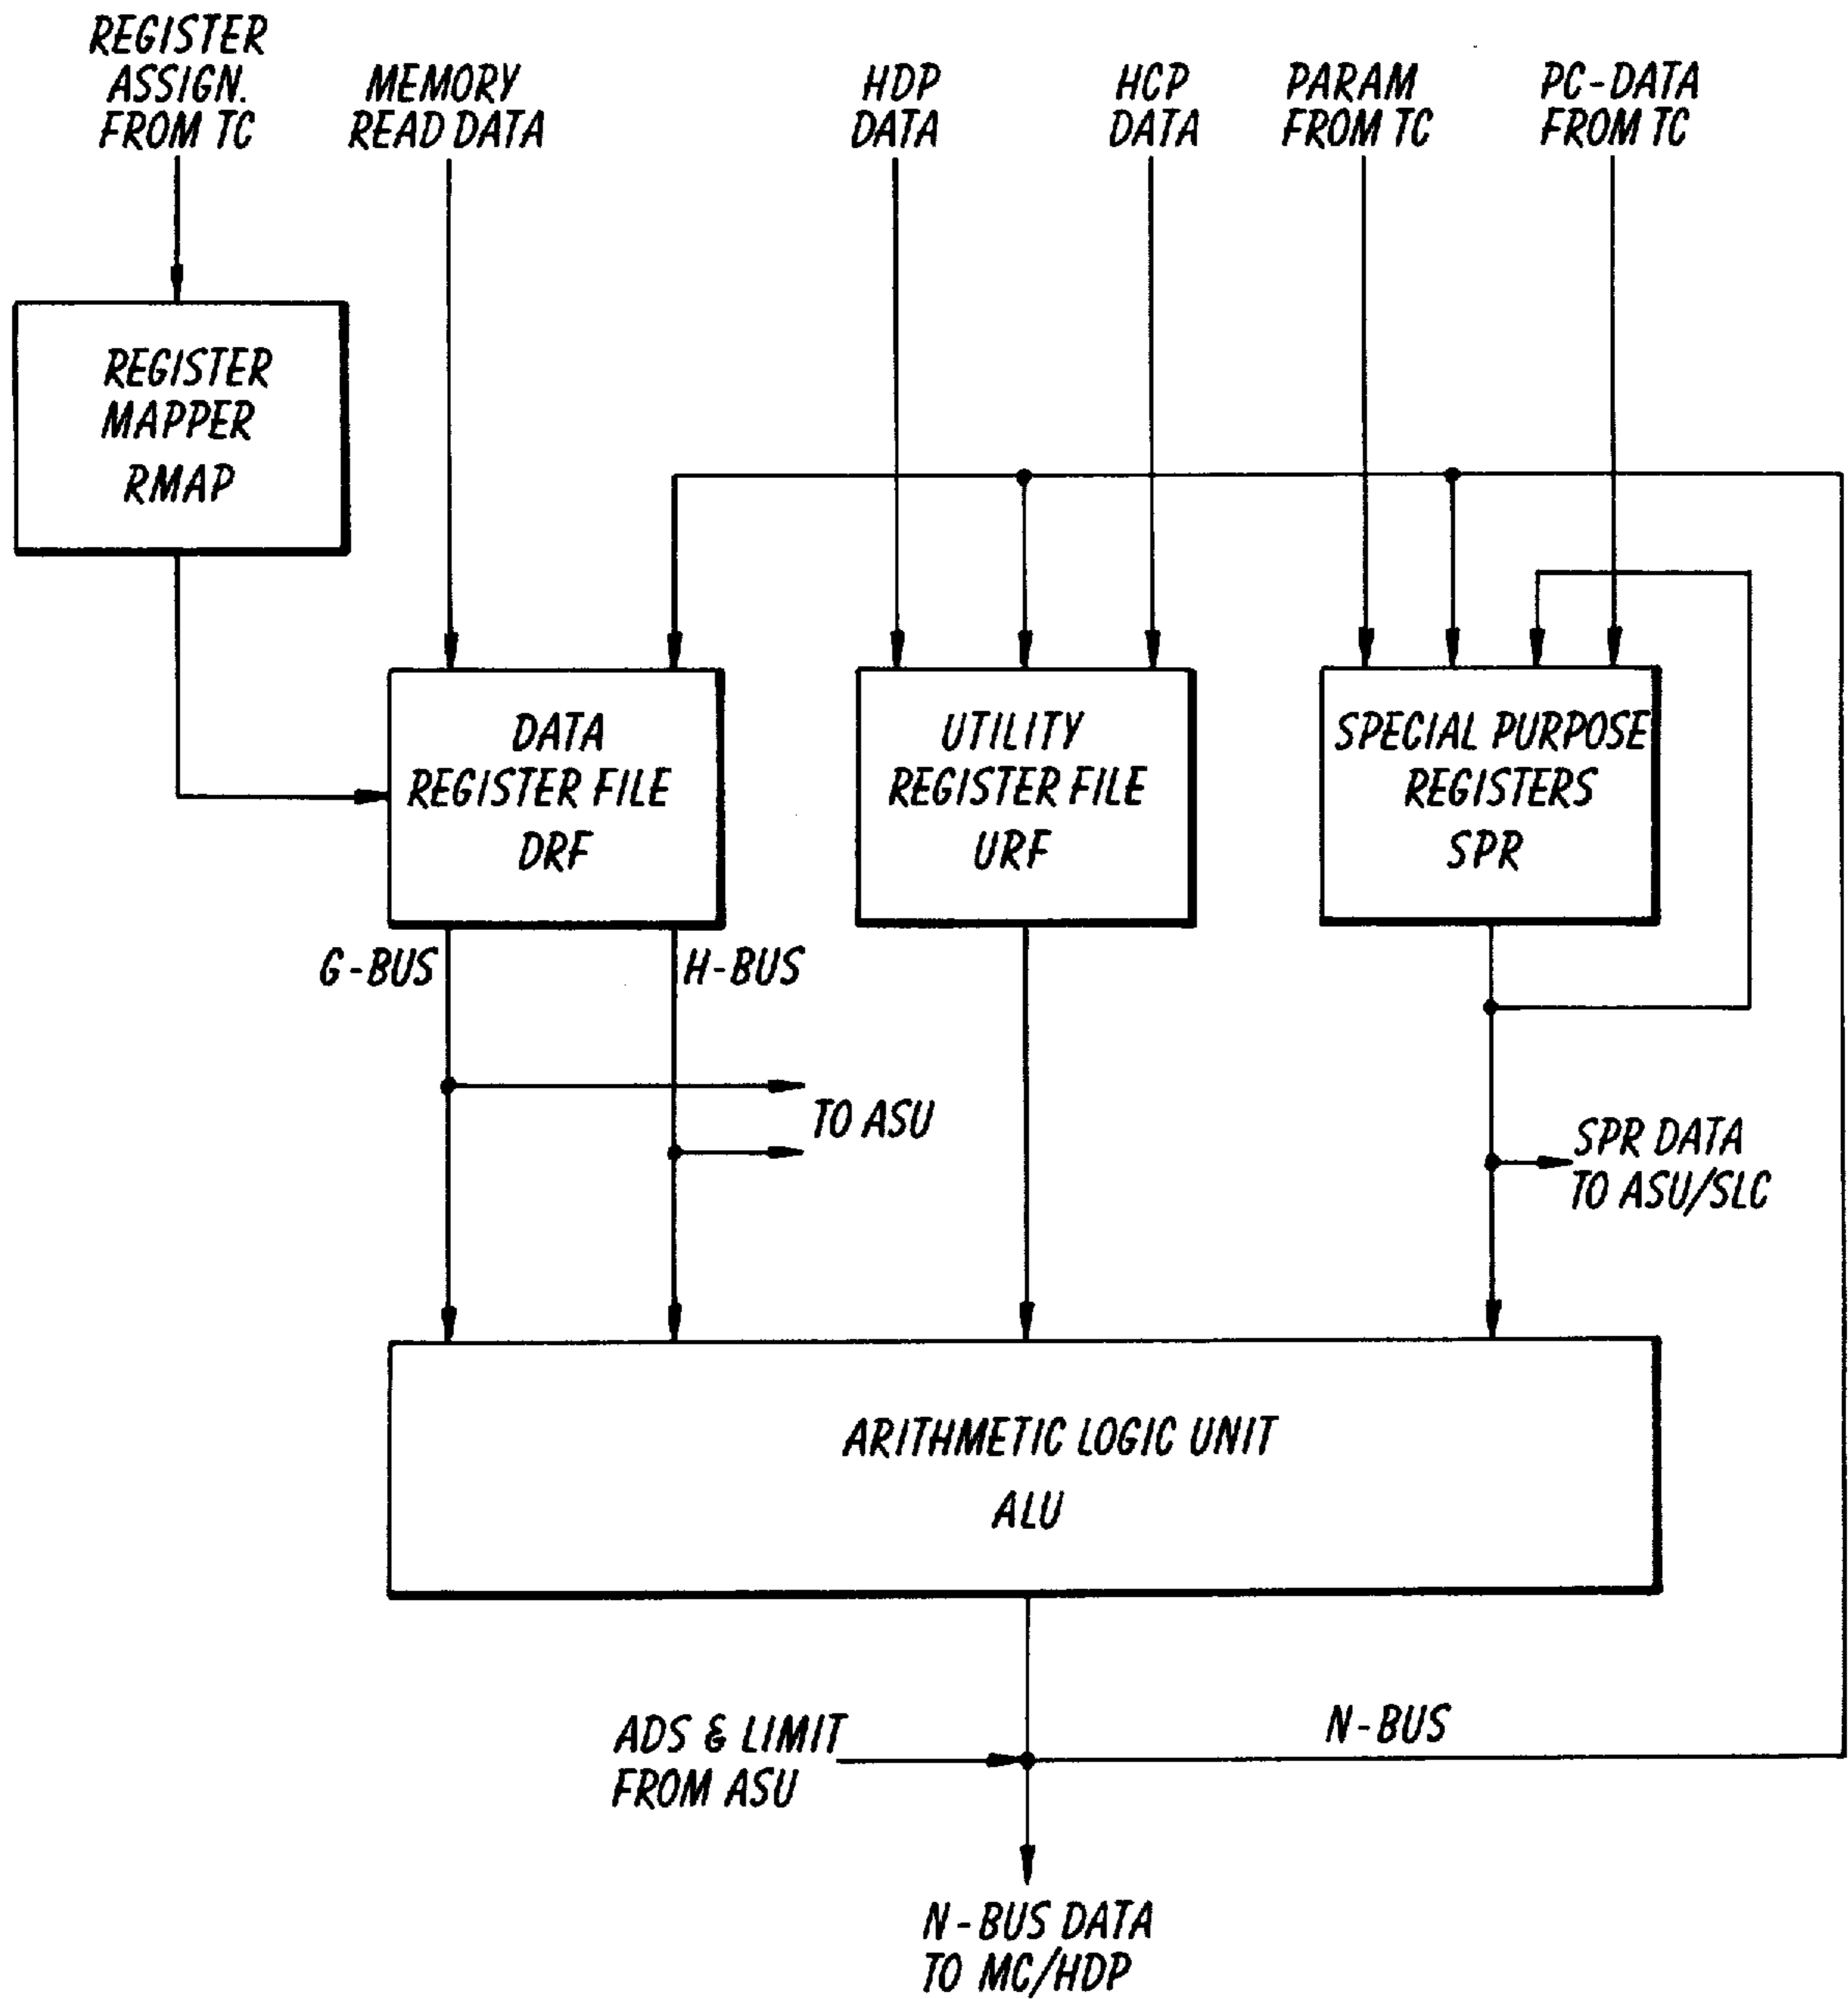 REGISTER
ASSIGN.
FROM TC
MEMORY
READ DATA
HDP
DATA
HCP
DATA
PARAM
FROM TC
PC-DATA
FROM TC
REGISTER
MAPPER
RMAP
DATA
REGISTER FILE
DRF
UTILITY
REGISTER FILE
URF
SPECIAL PURPOSE
REGISTERS
SPR
G-BUS
H-BUS
TO ASU
SPR DATA
TO ASU/SLC
ARITHMETIC LOGIC UNIT
ALU
ADS & LIMIT
FROM ASU
N-BUS
N-BUS DATA
TO MC/HDP